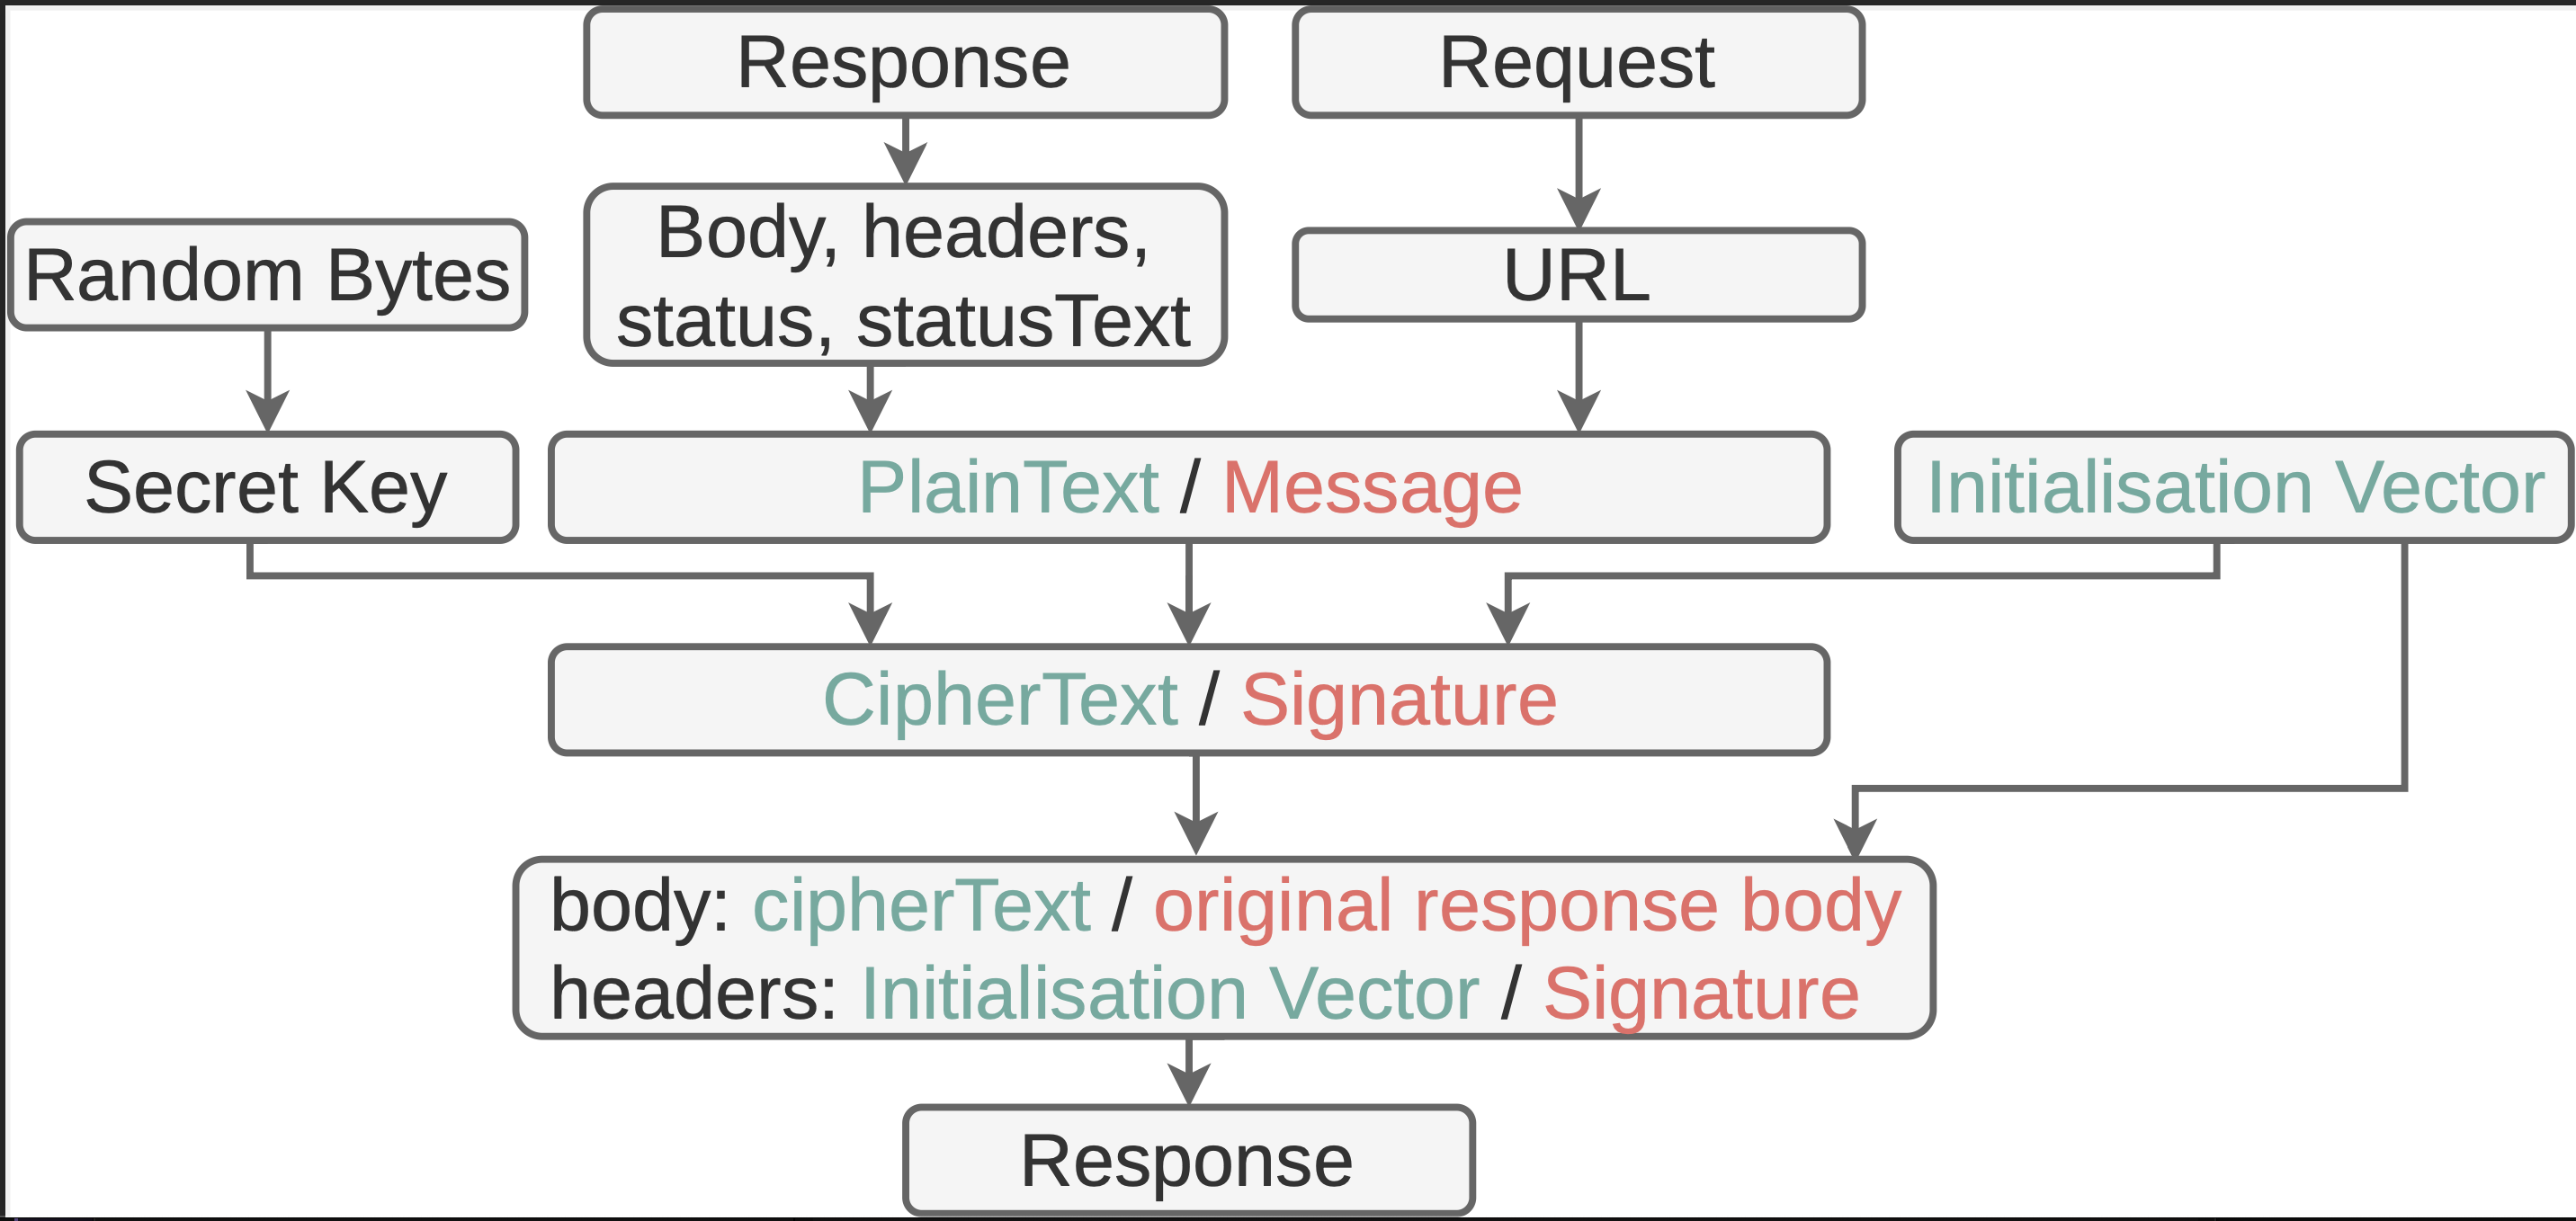 Response
Request
Random Bytes
Body, headers,
status, statusText
URL
Secret Key
PlainText / Message
Initialisation Vector
CipherText / Signature
body: cipherText / original response body
headers: Initialisation Vector / Signature
Response